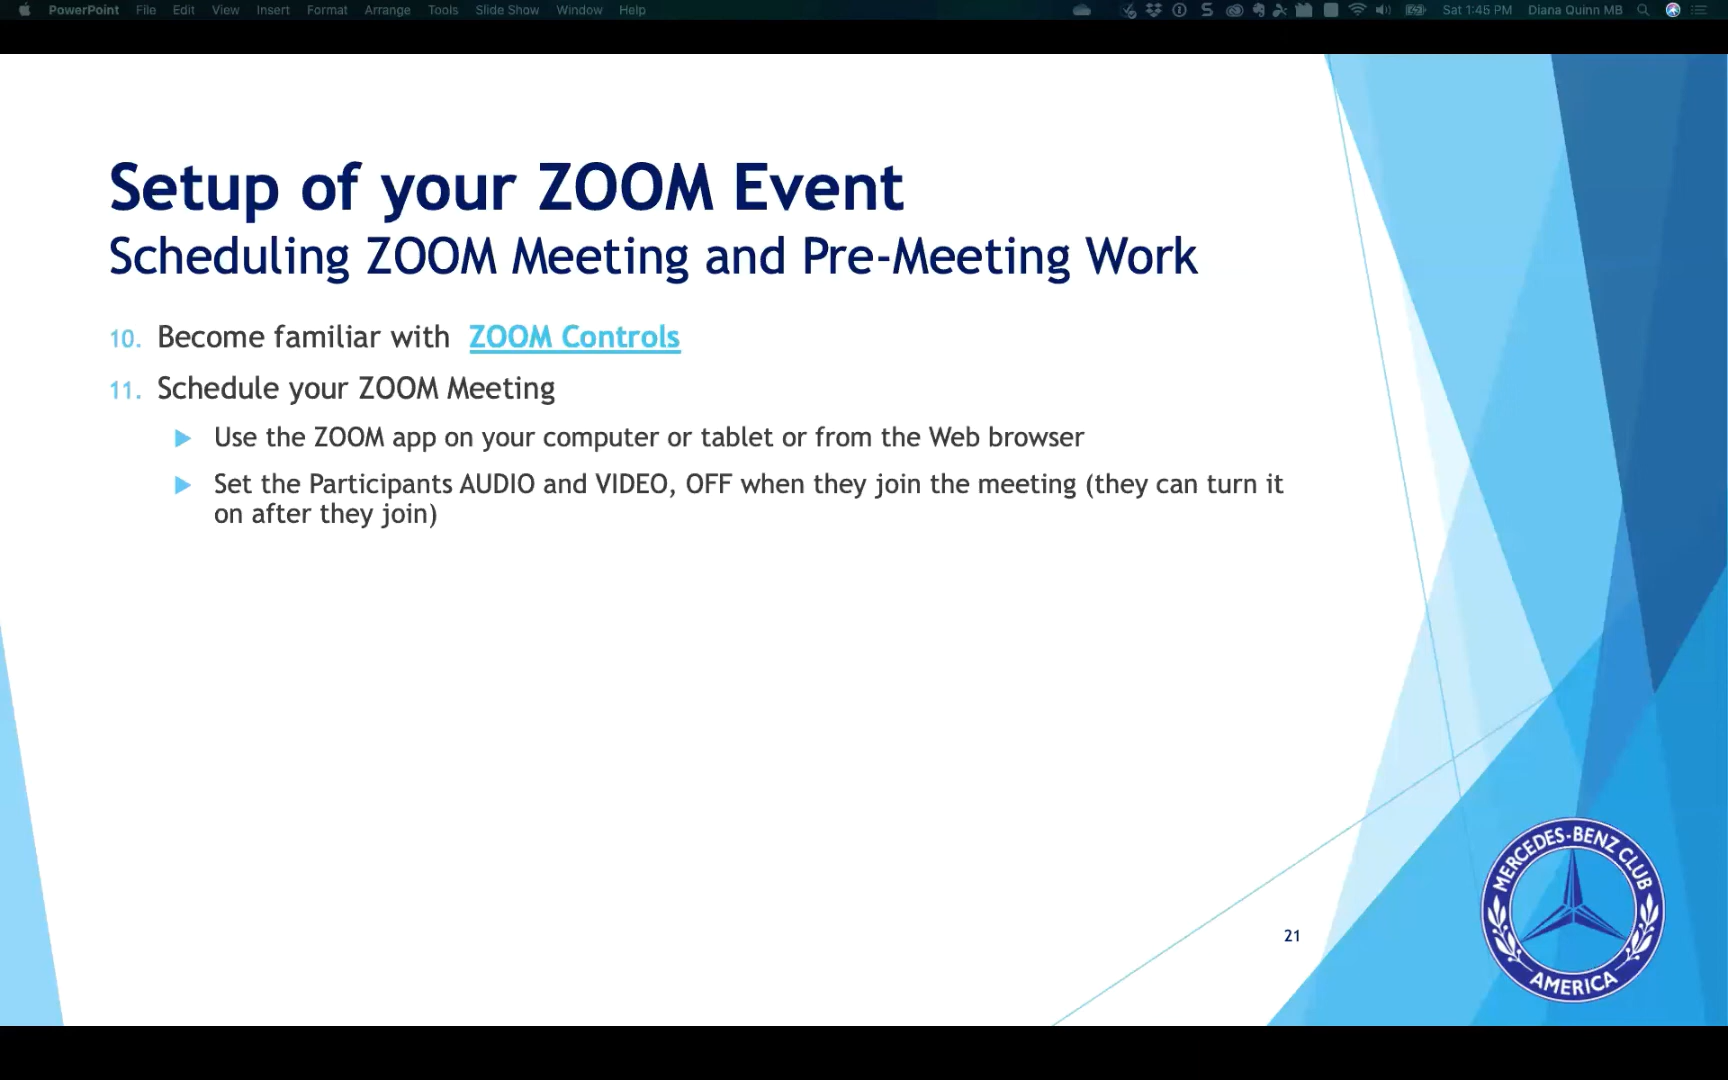 PowerPoint File Edit View Insert Format Arrange Tools Slide Show Window Help Sat 1:45 PM Diana Quinn MB
Setup of your ZOOM Event
Scheduling ZOOM Meeting and Pre-Meeting Work
10. Become familiar with ZOOM Controls
11. Schedule your ZOOM Meeting
Use the ZOOM app on your computer or tablet or from the Web browser
Set the Participants AUDIO and VIDEO, OFF when they join the meeting (they can turn it
on after they join)
21
MERCEDES-BENZ CLUB
AMERICA